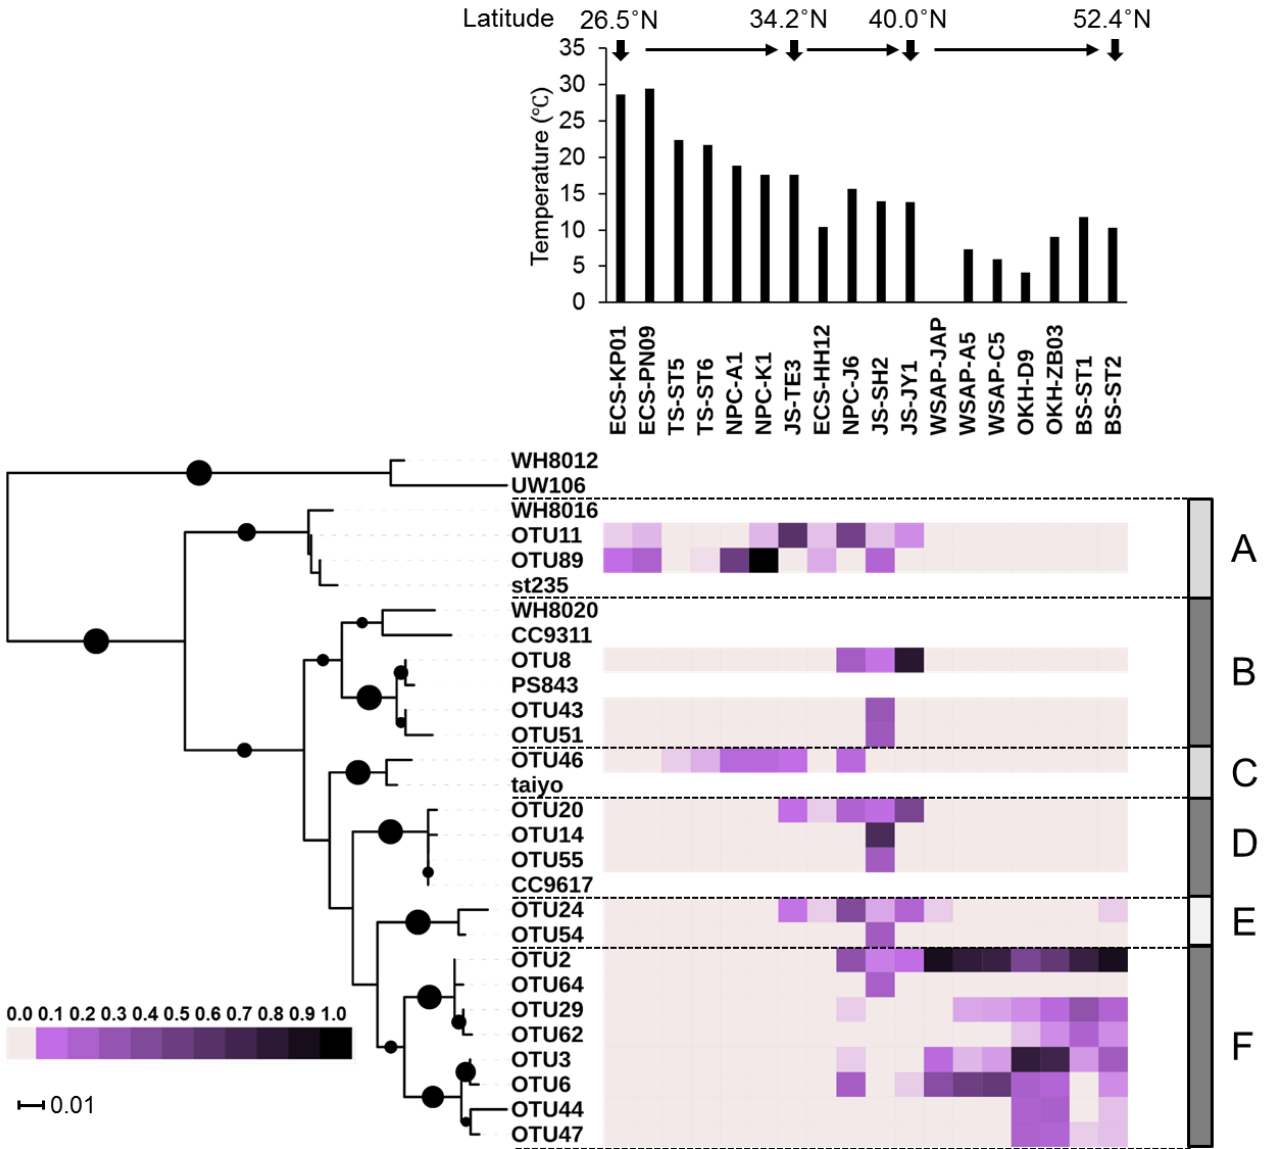 Latitude 26.5°N 34.2°N 40.0°N 52.4°N
Temperature (℃)
35
30
25
20
15
10
5
0
ECS-KP01
ECS-PN09
TS-ST5
TS-ST6
NPC-A1
NPC-K1
JS-TE3
ECS-HH12
NPC-J6
JS-SH2
JS-JY1
WSAP-JAP
WSAP-A5
WSAP-C5
OKH-D9
OKH-ZB03
BS-ST1
BS-ST2
WH8012
UW106
WH8016
OTU11
OTU89
st235
A
WH8020
CC9311
OTU8
PS843
OTU43
OTU51
B
OTU46
taiyo
C
OTU20
OTU14
OTU55
CC9617
D
OTU24
OTU54
E
OTU2
OTU64
OTU29
OTU62
OTU3
OTU6
OTU44
OTU47
F
0.0 0.1 0.2 0.3 0.4 0.5 0.6 0.7 0.8 0.9 1.0
0.01